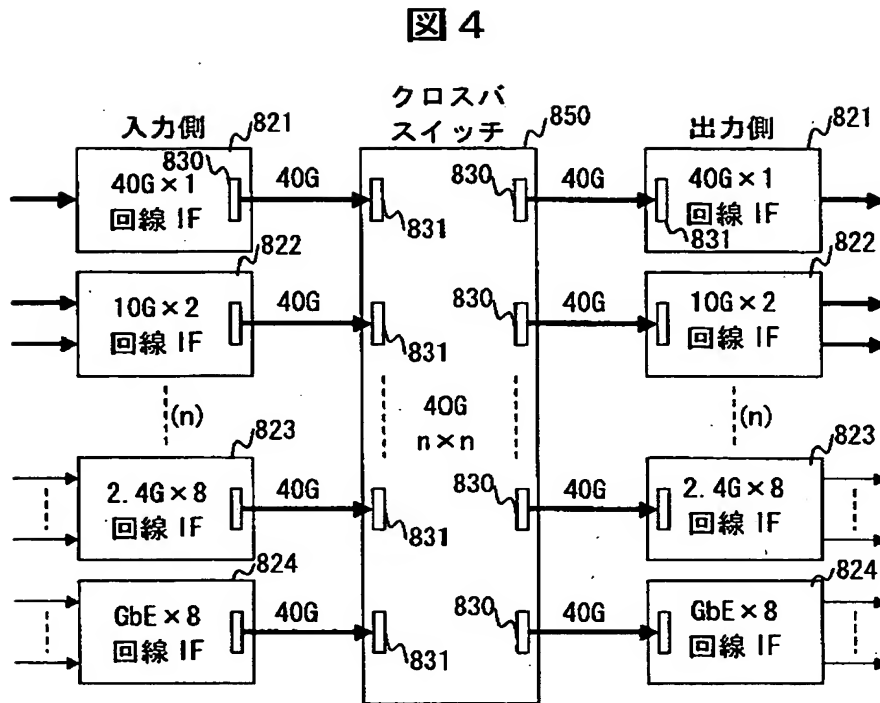 図4
クロスバ
スイッチ
850
入力側
821
830
40G×1
回線 IF
40G
831
830
40G
出力側
821
40G×1
回線 IF
831
822
10G×2
回線 IF
40G
831
830
40G
822
10G×2
回線 IF
(n)
40G
n×n
(n)
823
2.4G×8
回線 IF
40G
831
830
40G
823
2.4G×8
回線 IF
824
GbE×8
回線 IF
40G
831
830
40G
824
GbE×8
回線 IF